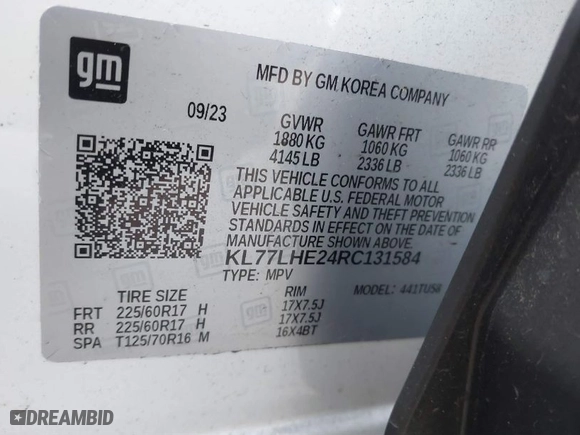 gm
MFD BY GM KOREA COMPANY
09/23
GVWR GAWR FRT GAWR RR
1880 KG 1060 KG 1060 KG
4145 LB 2336 LB 2336 LB
THIS VEHICLE CONFORMS TO ALL
APPLICABLE U.S. FEDERAL MOTOR
VEHICLE SAFETY AND THEFT PREVENTION
STANDARDS IN EFFECT ON THE DATE OF
MANUFACTURE SHOWN ABOVE.
KL77LHE24RC131584
TYPE: MPV MODEL: 441TU58
TIRE SIZE RIM
FRT 225/60R17 H 17X7.5J
RR 225/60R17 H 17X7.5J
SPA T125/70R16 M 16X4BT
DREAMBID